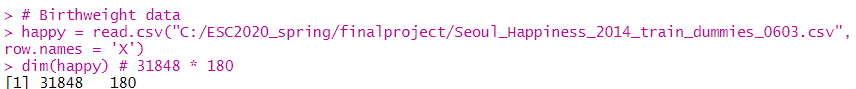 > # Birthweight data
> happy = read.csv("C:/ESC2020_spring/finalproject/Seoul_Happiness_2014_train_dummies_0603.csv",
row.names = 'X')
> dim(happy) # 31848 * 180
[1] 31848   180